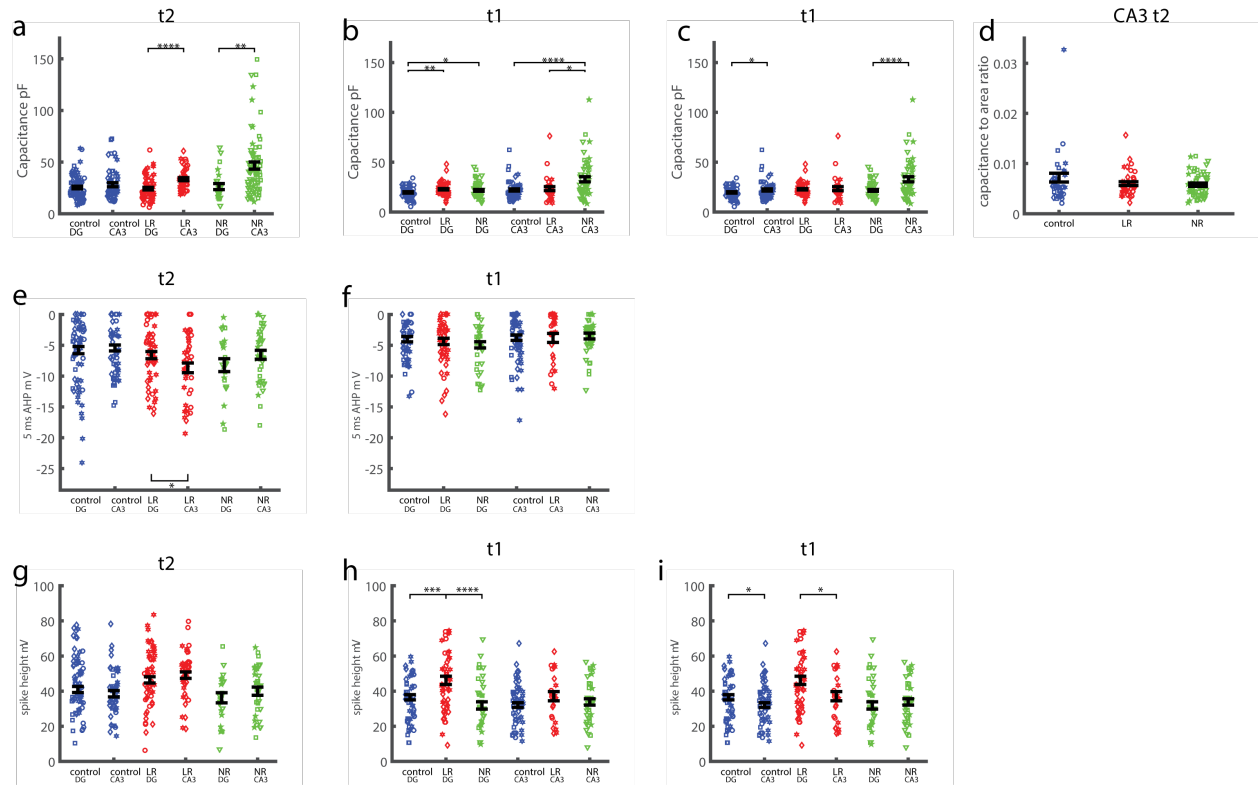 a
t2
Capacitance pF
150
100
50
0
**** **
control DG
control CA3
LR DG
LR CA3
NR DG
NR CA3
b
t1
Capacitance pF
150
100
50
0
* ****
** *
control DG
LR DG
NR DG
control CA3
LR CA3
NR CA3
c
t1
Capacitance pF
150
100
50
0
* ****
control DG
control CA3
LR DG
LR CA3
NR DG
NR CA3
d
CA3 t2
capacitance to area ratio
0.03
0.02
0.01
0
control
LR
NR
e
t2
5 ms AHP m V
0
-5
-10
-15
-20
-25
*
control DG
control CA3
LR DG
LR CA3
NR DG
NR CA3
f
t1
5 ms AHP m V
0
-5
-10
-15
-20
-25
control DG
LR DG
NR DG
control CA3
LR CA3
NR CA3
g
t2
spike height nV
100
80
60
40
20
0
control DG
control CA3
LR DG
LR CA3
NR DG
NR CA3
h
t1
spike height nV
100
80
60
40
20
0
*** ****
control DG
LR DG
NR DG
control CA3
LR CA3
NR CA3
i
t1
spike height nV
100
80
60
40
20
0
* *
control DG
control CA3
LR DG
LR CA3
NR DG
NR CA3